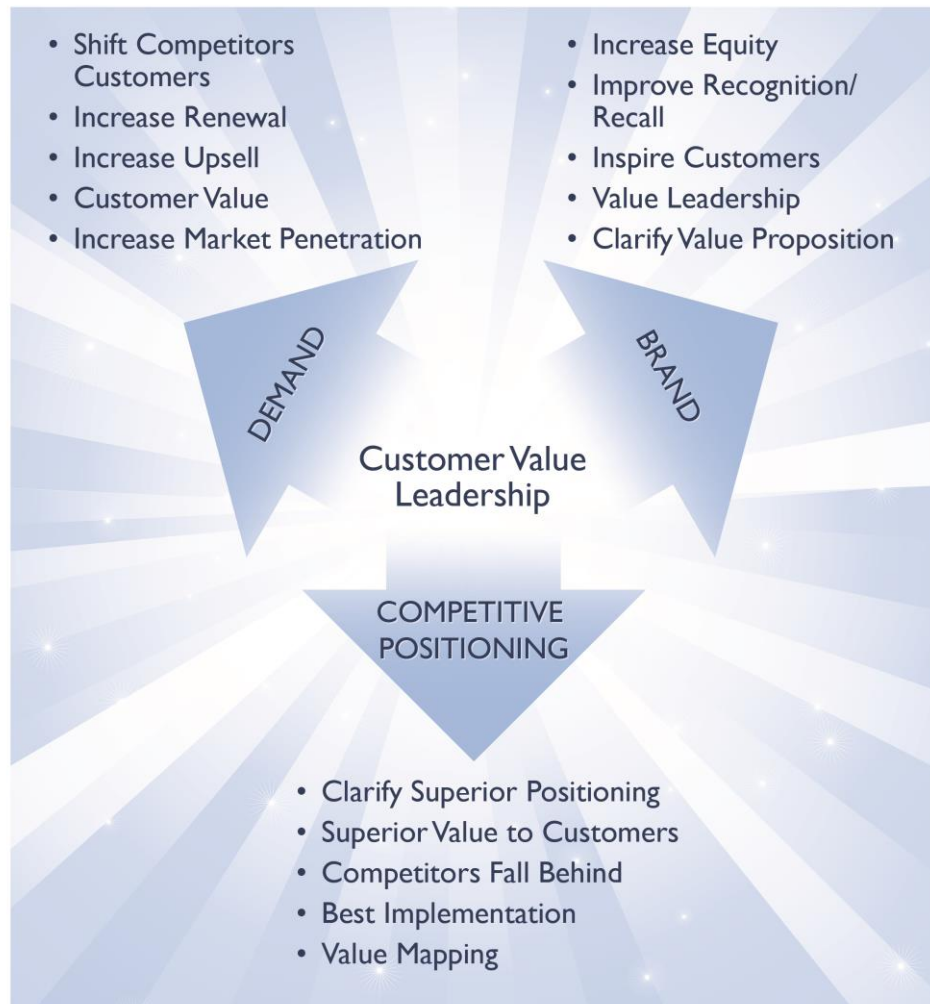 • Shift Competitors
Customers
• Increase Renewal
• Increase Upsell
• Customer Value
• Increase Market Penetration
• Increase Equity
• Improve Recognition/
Recall
• Inspire Customers
• Value Leadership
• Clarify Value Proposition
DEMAND
BRAND
Customer Value
Leadership
COMPETITIVE
POSITIONING
• Clarify Superior Positioning
• Superior Value to Customers
• Competitors Fall Behind
• Best Implementation
• Value Mapping